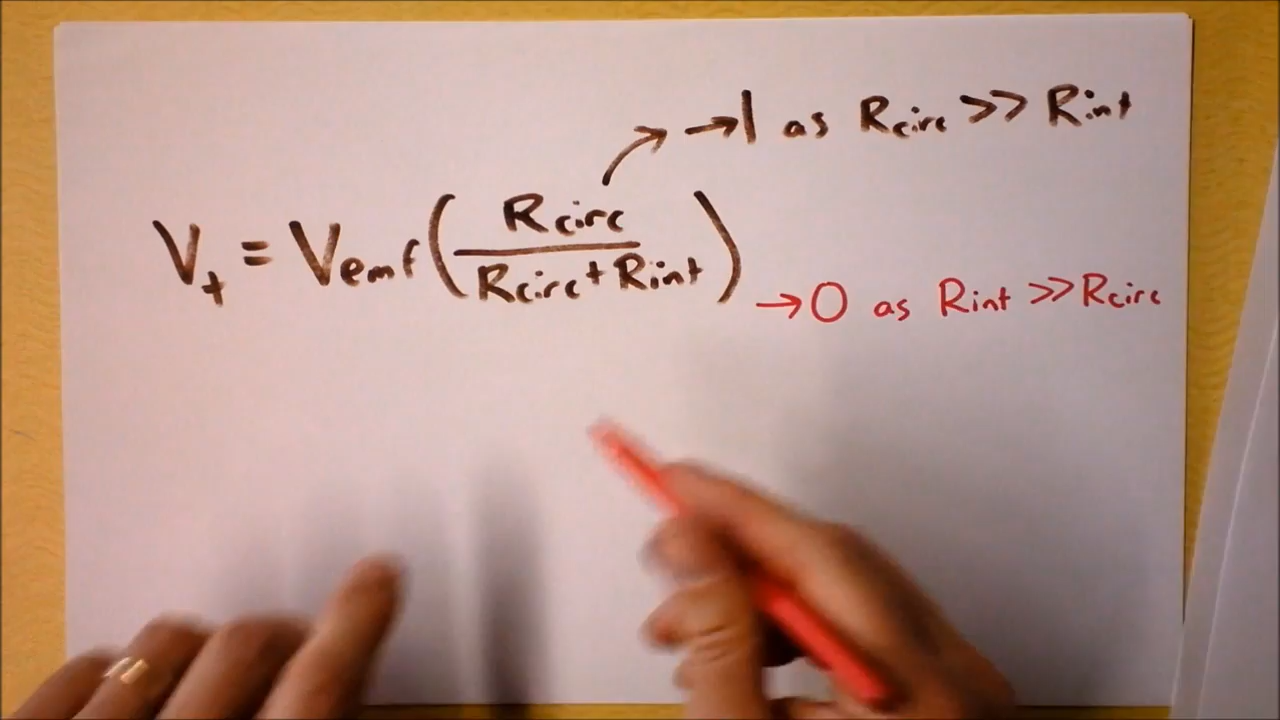 →1 as Rcirc >> Rint
Vt = Vemf (Rcirc / Rcirc + Rint)
→0 as Rint >> Rcirc